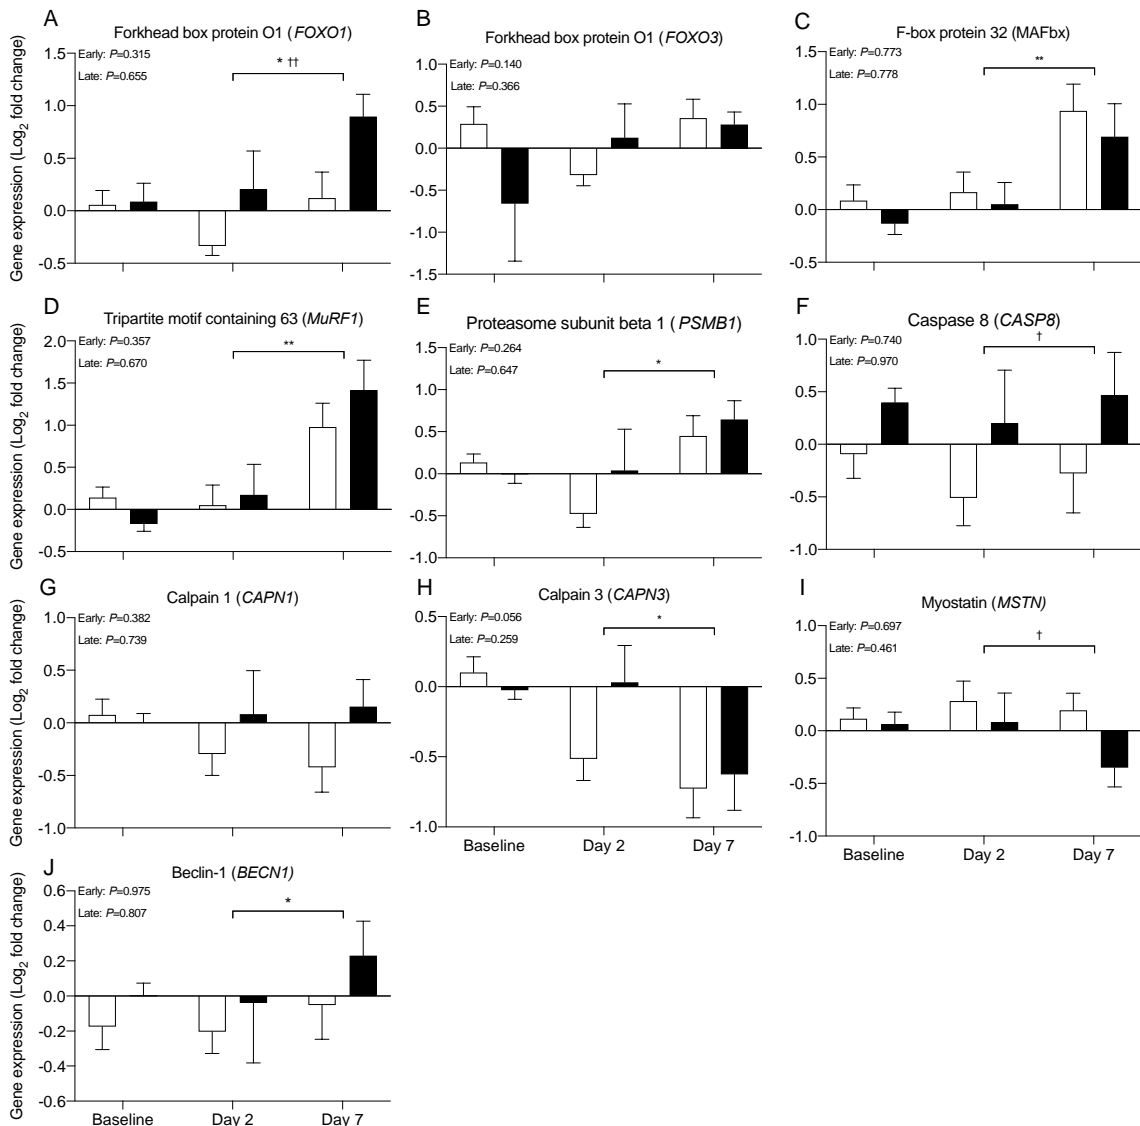 A
Forkhead box protein O1 (FOXO1)
Gene expression (Log2 fold change)
Early: P=0.315
Late: P=0.655
* ††
1.5
1.0
0.5
0.0
-0.5
B
Forkhead box protein O1 (FOXO3)
Early: P=0.140
Late: P=0.366
1.0
0.5
0.0
-0.5
-1.0
-1.5
C
F-box protein 32 (MAFbx)
Early: P=0.773
Late: P=0.778
**
1.5
1.0
0.5
0.0
-0.5
D
Tripartite motif containing 63 (MuRF1)
Gene expression (Log2 fold change)
Early: P=0.357
Late: P=0.670
**
2.0
1.5
1.0
0.5
0.0
-0.5
E
Proteasome subunit beta 1 (PSMB1)
Early: P=0.264
Late: P=0.647
*
1.5
1.0
0.5
0.0
-0.5
-1.0
F
Caspase 8 (CASP8)
Early: P=0.740
Late: P=0.970
†
1.0
0.5
0.0
-0.5
-1.0
G
Calpain 1 (CAPN1)
Gene expression (Log2 fold change)
Early: P=0.382
Late: P=0.739
1.0
0.5
0.0
-0.5
-1.0
H
Calpain 3 (CAPN3)
Early: P=0.056
Late: P=0.259
*
0.5
0.0
-0.5
-1.0
Baseline Day 2 Day 7
I
Myostatin (MSTN)
Early: P=0.697
Late: P=0.461
†
1.0
0.5
0.0
-0.5
-1.0
Baseline Day 2 Day 7
J
Beclin-1 (BECN1)
Gene expression (Log2 fold change)
Early: P=0.975
Late: P=0.807
*
0.6
0.4
0.2
0.0
-0.2
-0.4
-0.6
Baseline Day 2 Day 7